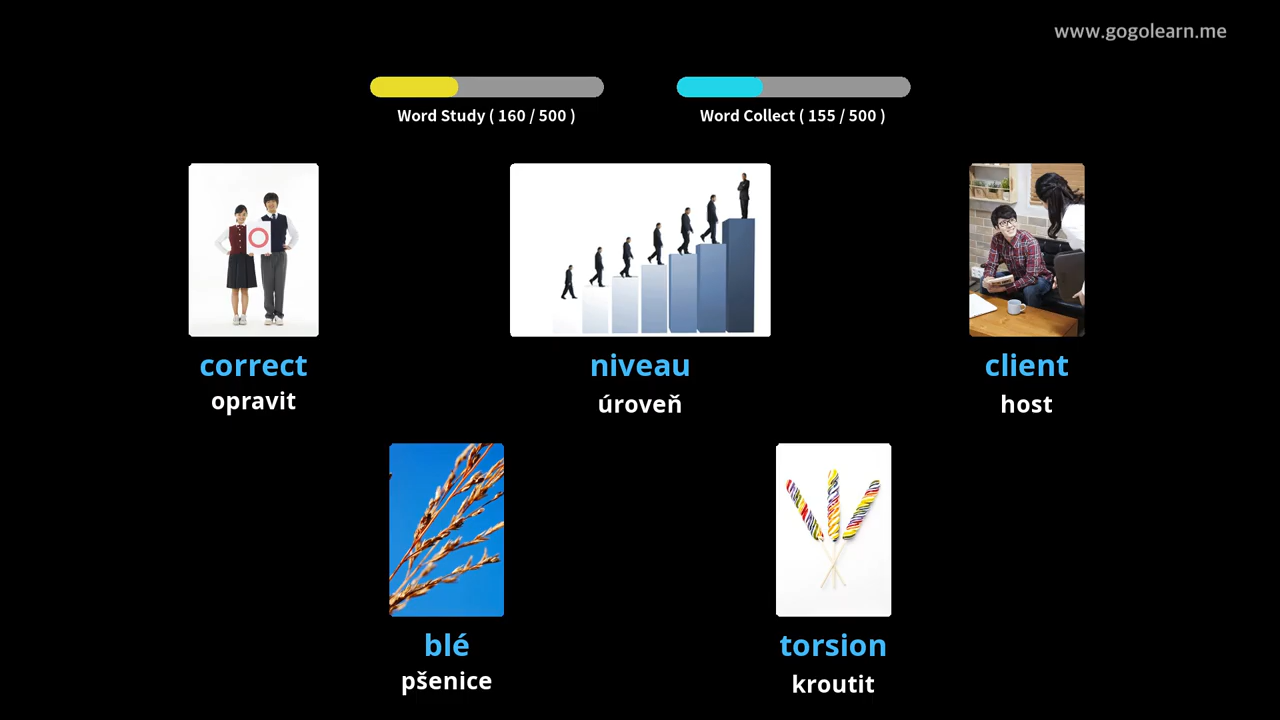 www.gogolearn.me
Word Study ( 160 / 500 )
Word Collect ( 155 / 500 )
correct
opravit
niveau
úroveň
client
host
blé
pšenice
torsion
kroutit